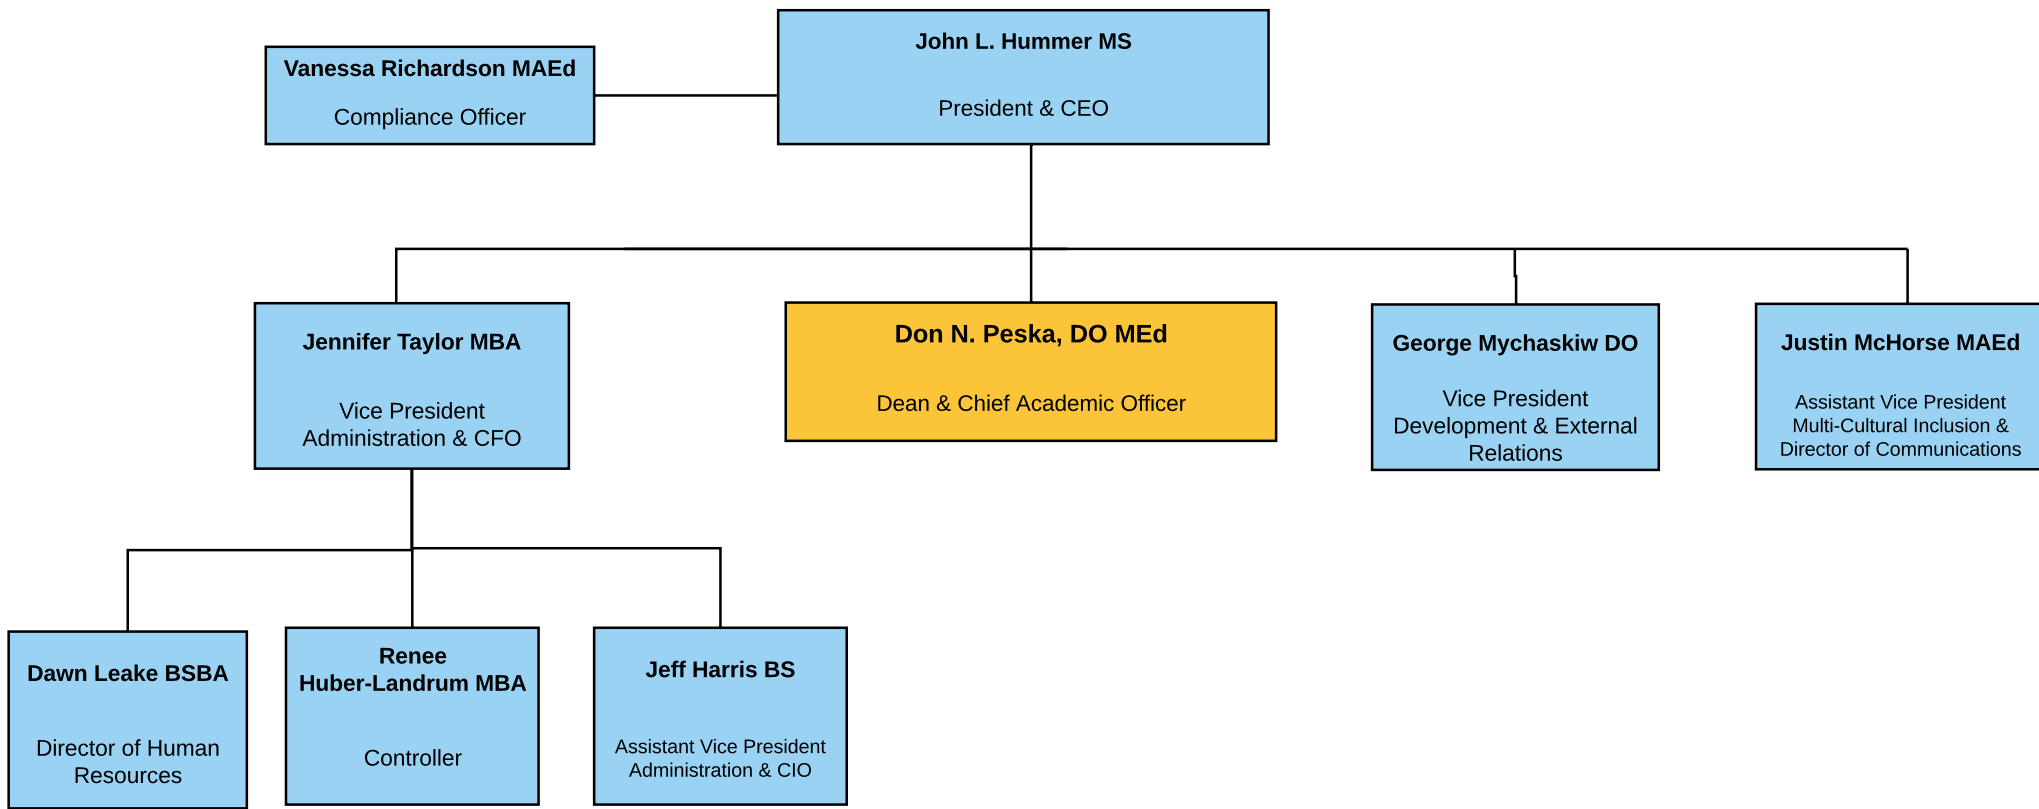 Vanessa Richardson MAEd
Compliance Officer
John L. Hummer MS
President & CEO
Jennifer Taylor MBA
Vice President
Administration & CFO
Don N. Peska, DO MEd
Dean & Chief Academic Officer
George Mychaskiw DO
Vice President
Development & External
Relations
Justin McHorse MAEd
Assistant Vice President
Multi-Cultural Inclusion &
Director of Communications
Dawn Leake BSBA
Director of Human
Resources
Renee
Huber-Landrum MBA
Controller
Jeff Harris BS
Assistant Vice President
Administration & CIO